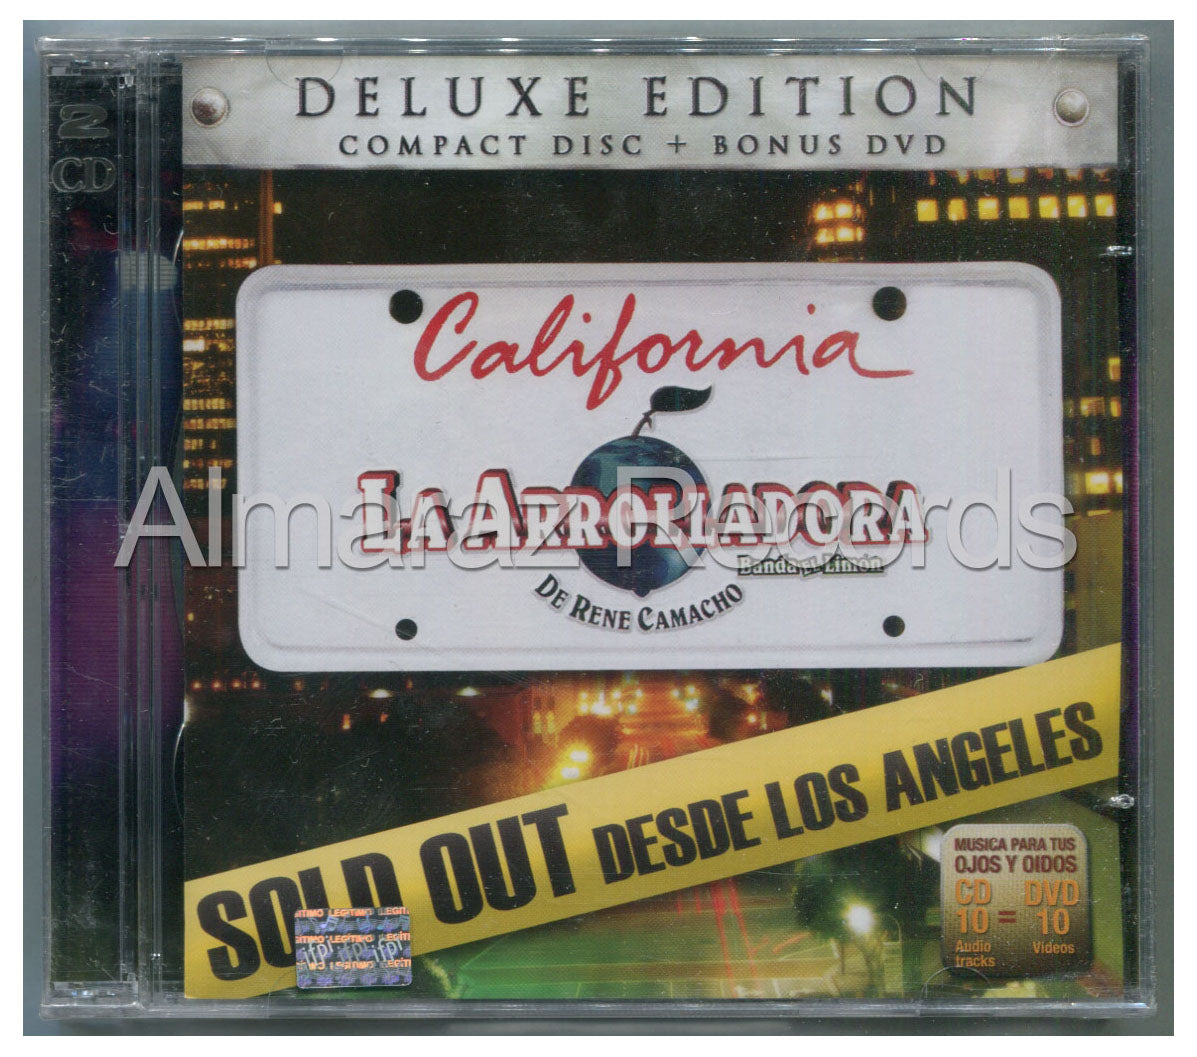 DELUXE EDITION
COMPACT DISC + BONUS DVD
2
CD
California
LA ARROLLADORA
Banda EL Limón
DE RENE CAMACHO
Almaraz Records
SOLD OUT DESDE LOS ANGELES
MUSICA PARA TUS
OJOS Y OIDOS
CD = DVD
10 10
Audio Videos
tracks
LEGITIMO
ifpi